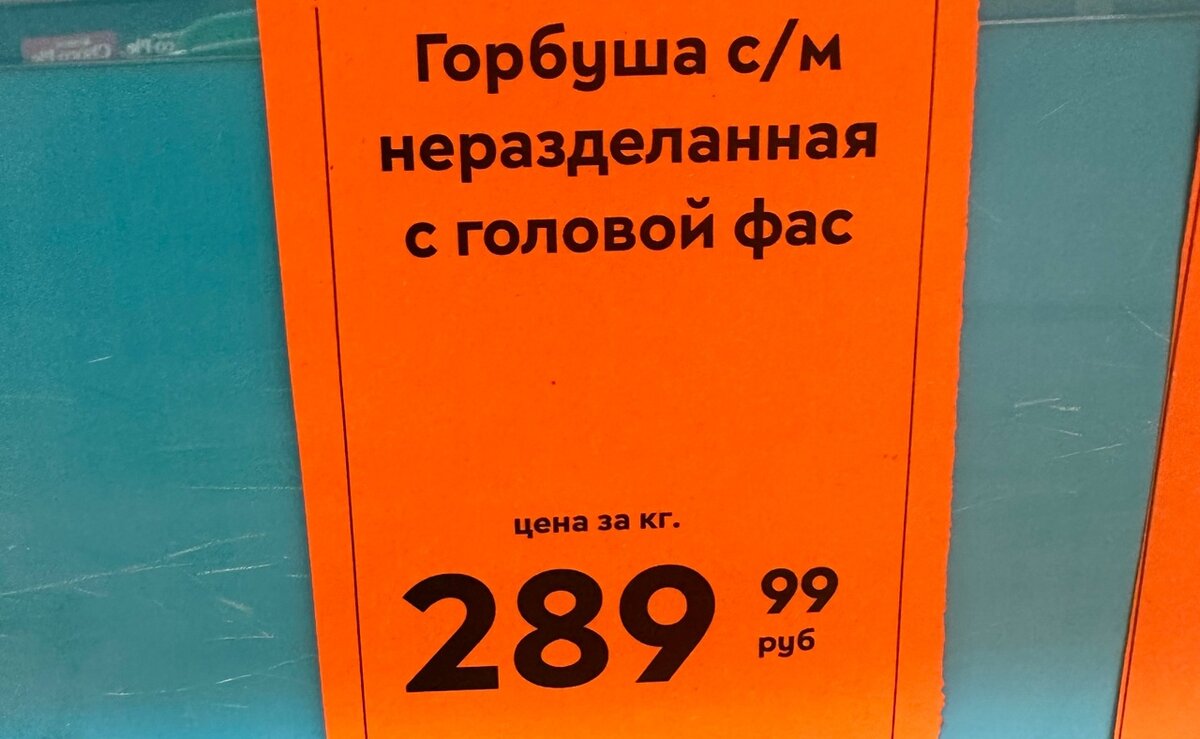 Горбуша с/м
неразделанная
с головой фас
цена за кг.
289 99
руб